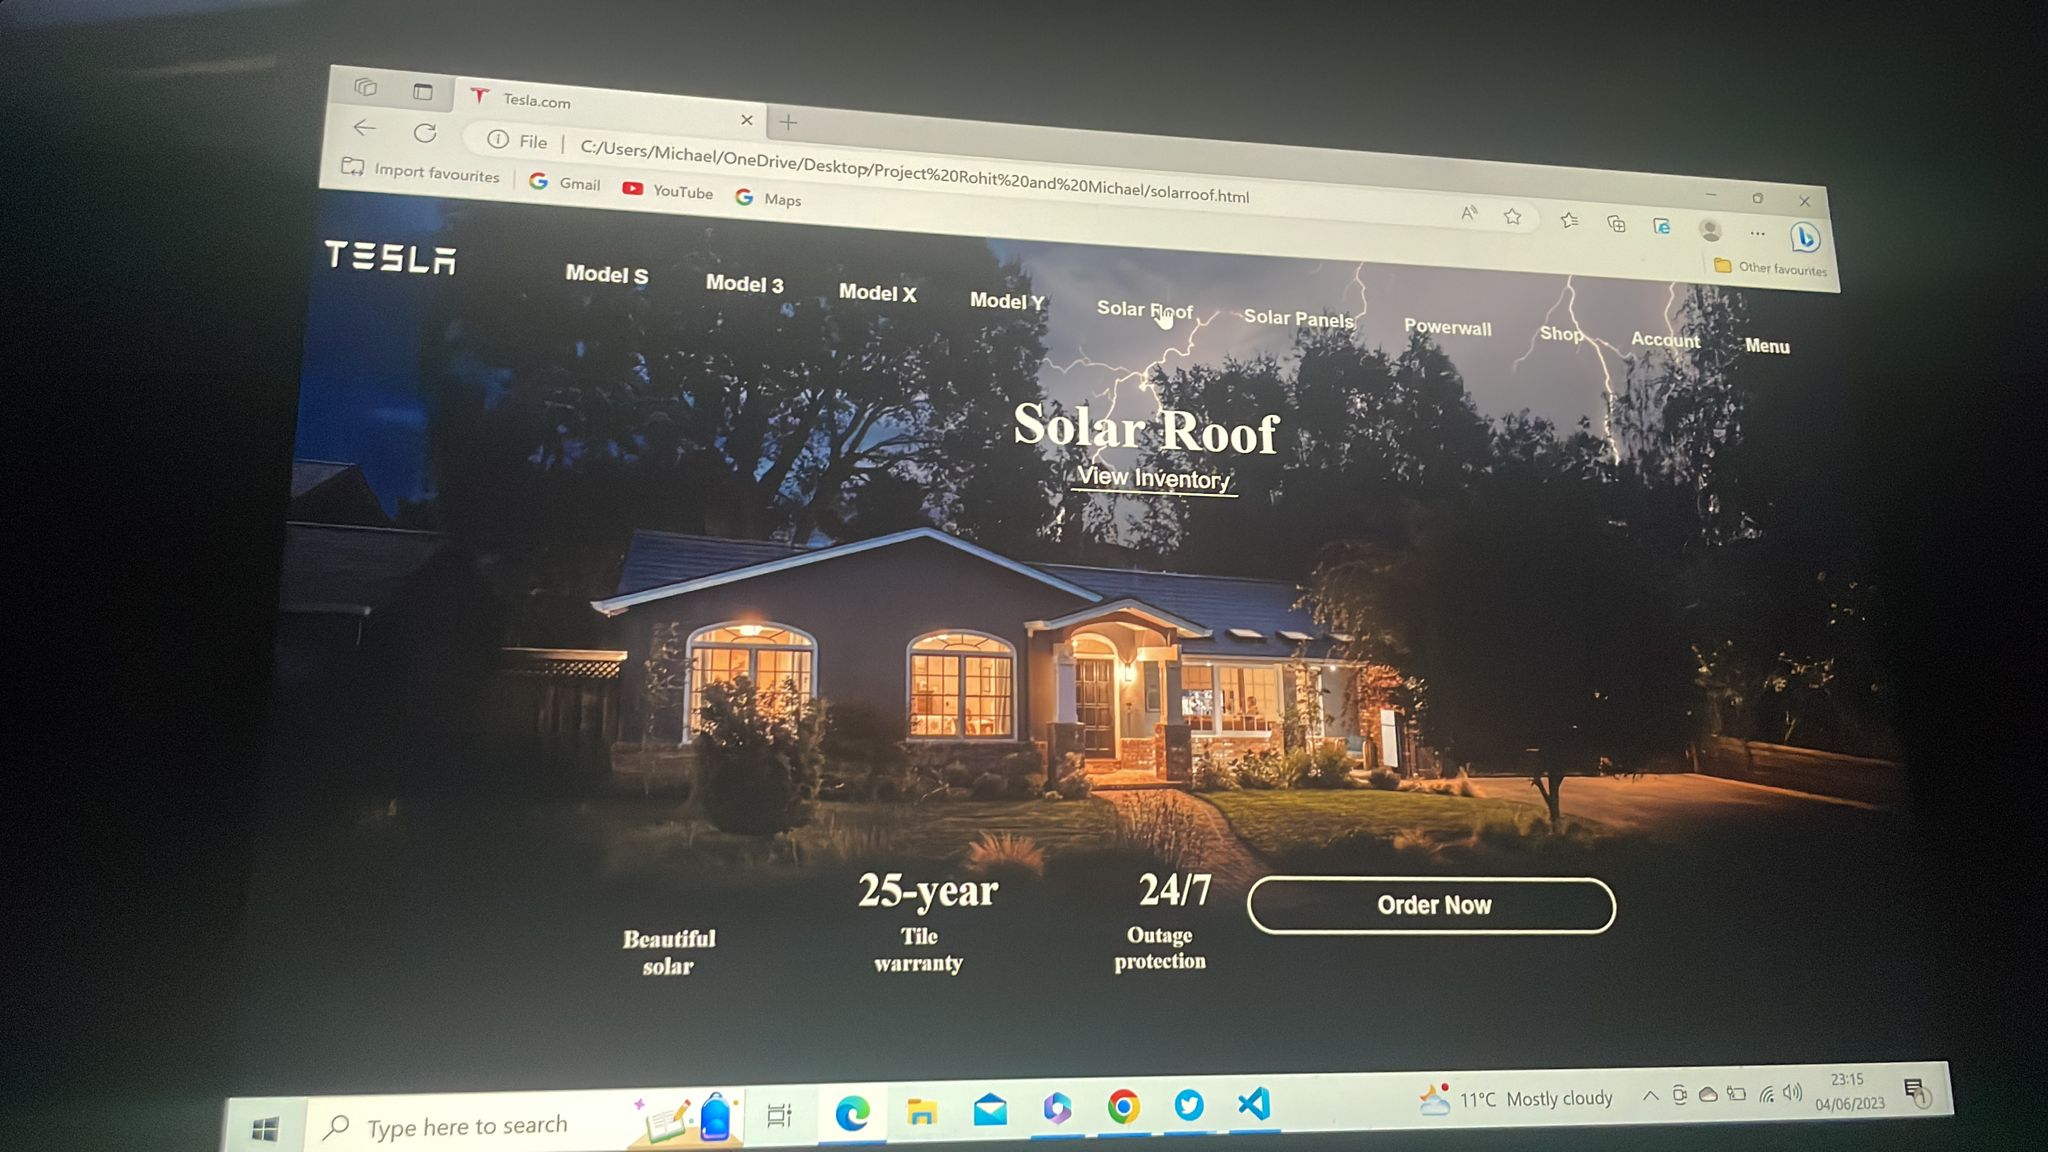 Tesla.com
File | C:/Users/Michael/OneDrive/Desktop/Project%20Rohit%20and%20Michael/solarroof.html
Import favourites Gmail YouTube Maps
Other favourites
TESLA Model S Model 3 Model X Model Y Solar Roof Solar Panels Powerwall Shop Account Menu
Solar Roof
View Inventory
25-year 24/7 Order Now
Beautiful Tile Outage
solar warranty protection
Type here to search 11°C Mostly cloudy 23:15
04/06/2023
1